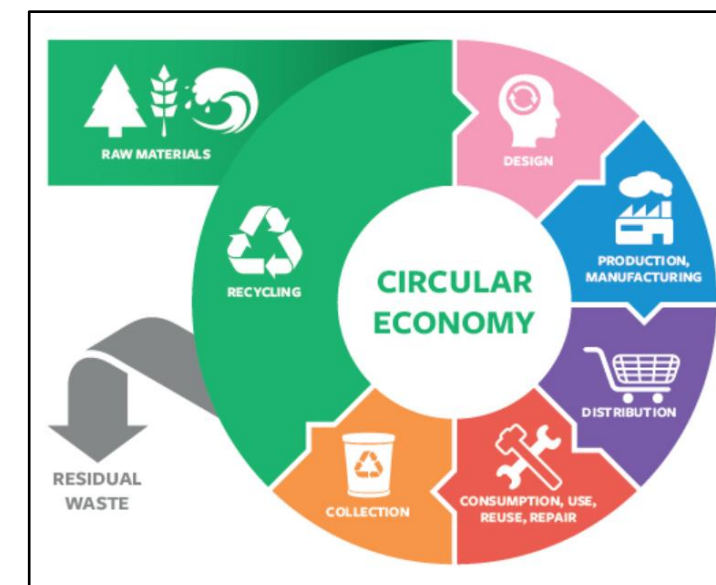 RAW MATERIALS
DESIGN
PRODUCTION,
MANUFACTURING
RECYCLING
CIRCULAR
ECONOMY
DISTRIBUTION
CONSUMPTION, USE,
REUSE, REPAIR
COLLECTION
RESIDUAL
WASTE